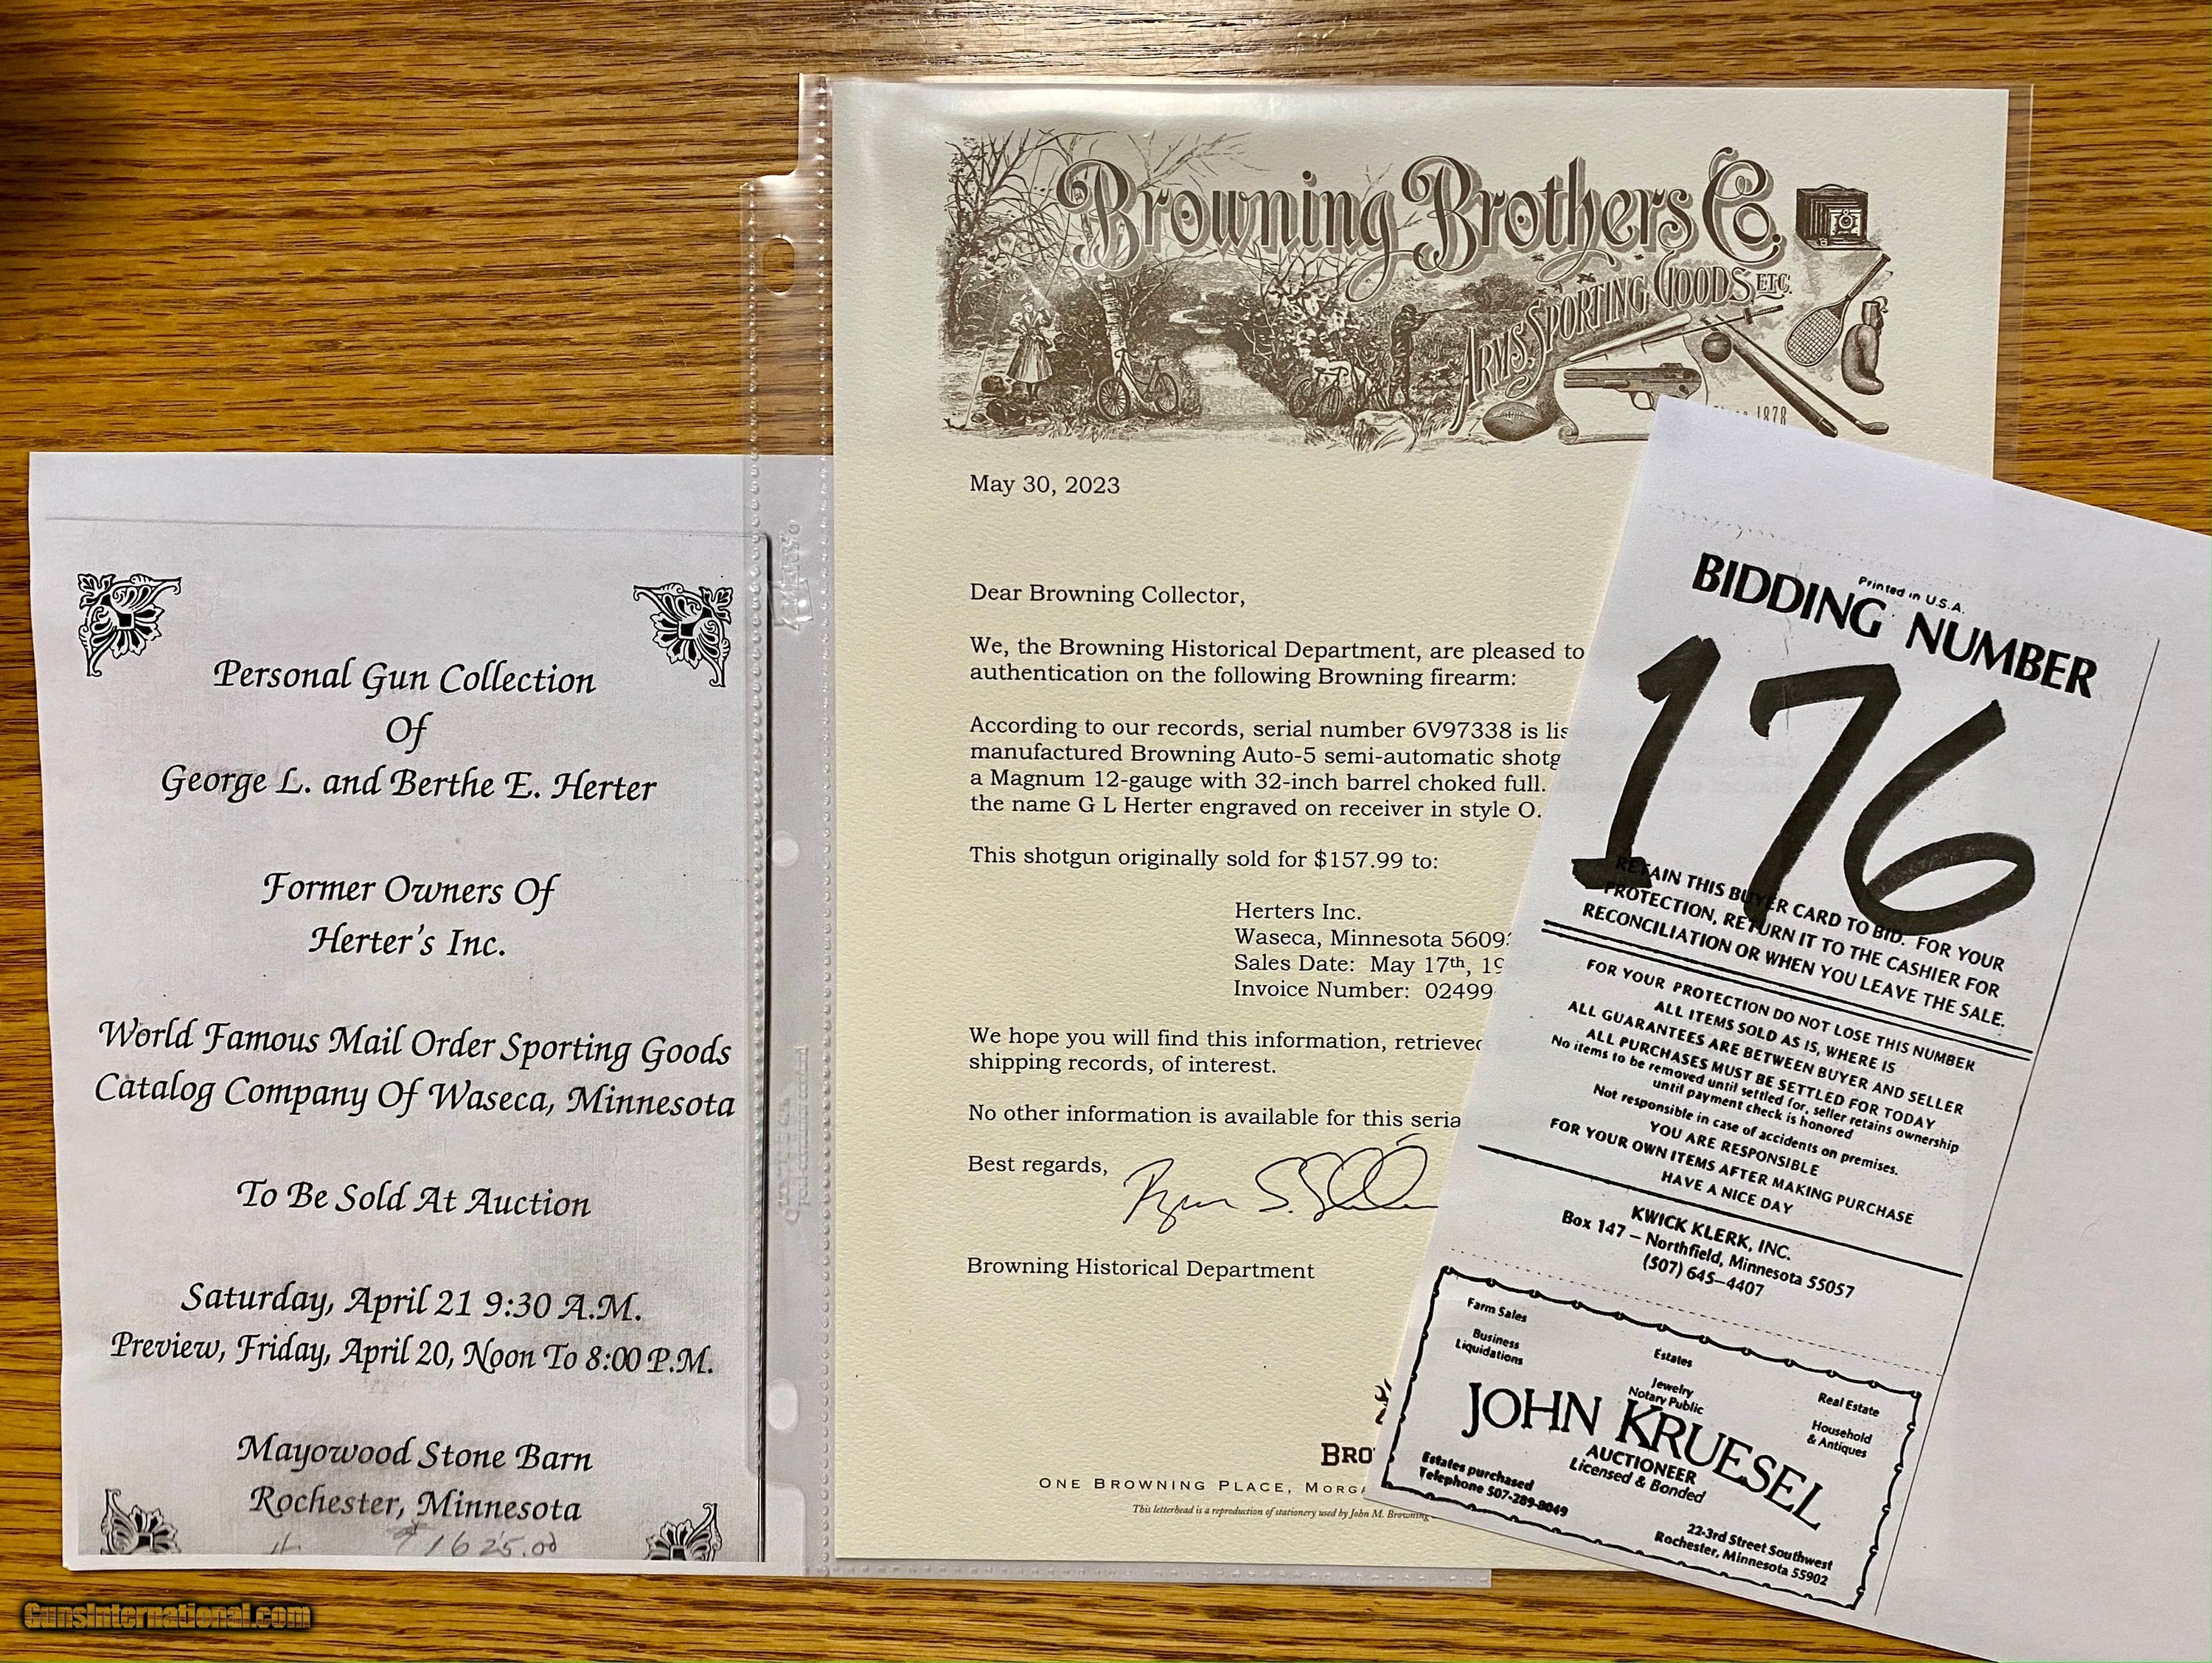 Personal Gun Collection
Of
George L. and Berthe E. Herter
Former Owners Of
Herter's Inc.
World Famous Mail Order Sporting Goods
Catalog Company Of Waseca, Minnesota
To Be Sold At Auction
Saturday, April 21 9:30 A.M.
Preview, Friday, April 20, Noon To 8:00 P.M.
Mayowood Stone Barn
Rochester, Minnesota
1625.00
Browning Brothers Co.
Arms, Sporting Goods Etc.
1878
May 30, 2023
Dear Browning Collector,
We, the Browning Historical Department, are pleased to
authentication on the following Browning firearm:
According to our records, serial number 6V97338 is lis
manufactured Browning Auto-5 semi-automatic shotg
a Magnum 12-gauge with 32-inch barrel choked full.
the name G L Herter engraved on receiver in style O.
This shotgun originally sold for $157.99 to:
Herters Inc.
Waseca, Minnesota 5609
Sales Date: May 17th, 19
Invoice Number: 02499
We hope you will find this information, retrieved
shipping records, of interest.
No other information is available for this seria
Best regards,
Browning Historical Department
BRO
ONE BROWNING PLACE, MORGA
This letterhead is a reproduction of stationery used by John M. Browning
Printed in U.S.A.
BIDDING NUMBER
176
RETAIN THIS BUYER CARD TO BID. FOR YOUR
PROTECTION, RETURN IT TO THE CASHIER FOR
RECONCILIATION OR WHEN YOU LEAVE THE SALE.
FOR YOUR PROTECTION DO NOT LOSE THIS NUMBER
ALL ITEMS SOLD AS IS, WHERE IS
ALL GUARANTEES ARE BETWEEN BUYER AND SELLER
ALL PURCHASES MUST BE SETTLED FOR TODAY
No items to be removed until settled for, seller retains ownership
until payment check is honored
Not responsible in case of accidents on premises.
YOU ARE RESPONSIBLE
FOR YOUR OWN ITEMS AFTER MAKING PURCHASE
HAVE A NICE DAY
KWICK KLERK, INC.
Box 147 — Northfield, Minnesota 55057
(507) 645-4407
Farm Sales
Business
Liquidations
Estates
Jewelry
Notary Public
Real Estate
Household
& Antiques
JOHN KRUESEL
AUCTIONEER
Licensed & Bonded
Estates purchased
Telephone 507-289-8049
22-3rd Street Southwest
Rochester, Minnesota 55902
GunsInternational.com